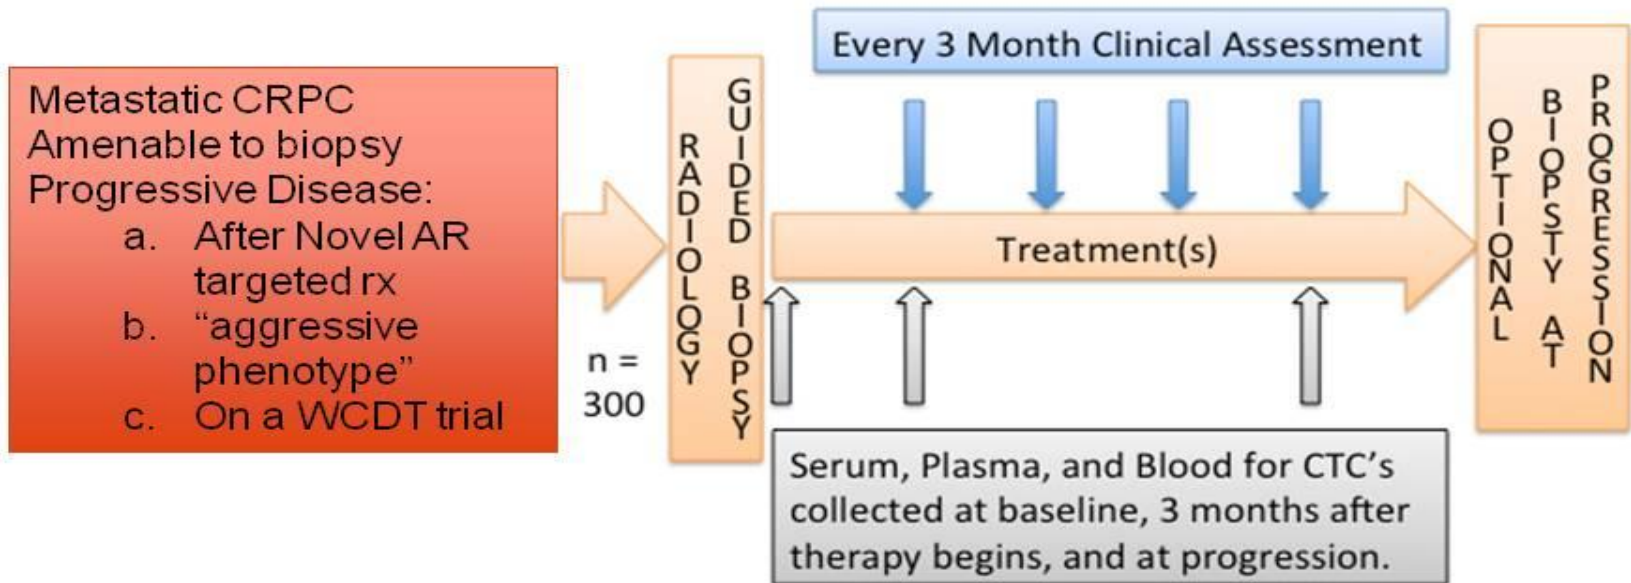 Metastatic CRPC
Amenable to biopsy
Progressive Disease:
a. After Novel AR
targeted rx
b. “aggressive
phenotype”
c. On a WCDT trial
n =
300
RADIOLOGY
GUIDED BIOPSY
Every 3 Month Clinical Assessment
Treatment(s)
Serum, Plasma, and Blood for CTC’s
collected at baseline, 3 months after
therapy begins, and at progression.
OPTIONAL
BIOPSTY AT
PROGRESSION